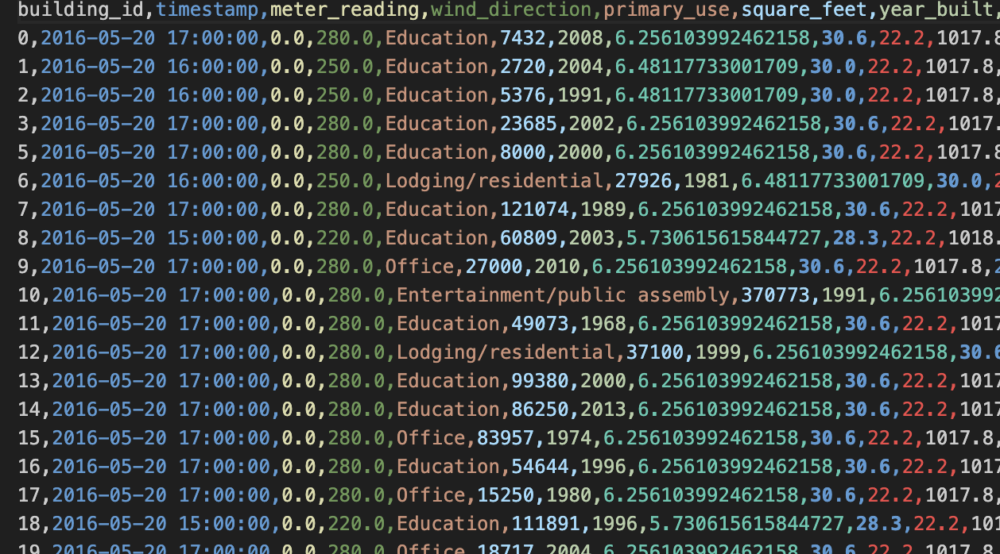 building_id,timestamp,meter_reading,wind_direction,primary_use,square_feet,year_built,
0,2016-05-20 17:00:00,0.0,280.0,Education,7432,2008,6.256103992462158,30.6,22.2,1017.8
1,2016-05-20 16:00:00,0.0,250.0,Education,2720,2004,6.48117733001709,30.0,22.2,1017.8,
2,2016-05-20 16:00:00,0.0,250.0,Education,5376,1991,6.48117733001709,30.0,22.2,1017.8,
3,2016-05-20 17:00:00,0.0,280.0,Education,23685,2002,6.256103992462158,30.6,22.2,1017.
5,2016-05-20 17:00:00,0.0,280.0,Education,8000,2000,6.256103992462158,30.6,22.2,1017.8
6,2016-05-20 16:00:00,0.0,250.0,Lodging/residential,27926,1981,6.48117733001709,30.0,2
7,2016-05-20 17:00:00,0.0,280.0,Education,121074,1989,6.256103992462158,30.6,22.2,1017
8,2016-05-20 15:00:00,0.0,220.0,Education,60809,2003,5.730615615844727,28.3,22.2,1018.
9,2016-05-20 17:00:00,0.0,280.0,Office,27000,2010,6.256103992462158,30.6,22.2,1017.8,2
10,2016-05-20 17:00:00,0.0,280.0,Entertainment/public assembly,370773,1991,6.256103992
11,2016-05-20 17:00:00,0.0,280.0,Education,49073,1968,6.256103992462158,30.6,22.2,1017
12,2016-05-20 17:00:00,0.0,280.0,Lodging/residential,37100,1999,6.256103992462158,30.6
13,2016-05-20 17:00:00,0.0,280.0,Education,99380,2000,6.256103992462158,30.6,22.2,1017
14,2016-05-20 17:00:00,0.0,280.0,Education,86250,2013,6.256103992462158,30.6,22.2,1017
15,2016-05-20 17:00:00,0.0,280.0,Office,83957,1974,6.256103992462158,30.6,22.2,1017.8,
16,2016-05-20 17:00:00,0.0,280.0,Education,54644,1996,6.256103992462158,30.6,22.2,1017
17,2016-05-20 17:00:00,0.0,280.0,Office,15250,1980,6.256103992462158,30.6,22.2,1017.8,
18,2016-05-20 15:00:00,0.0,220.0,Education,111891,1996,5.730615615844727,28.3,22.2,101
19,2016-05-20 17:00:00,0.0,280.0,Office,18717,2004,6.256103992462158,30.6,22.2,1017.8